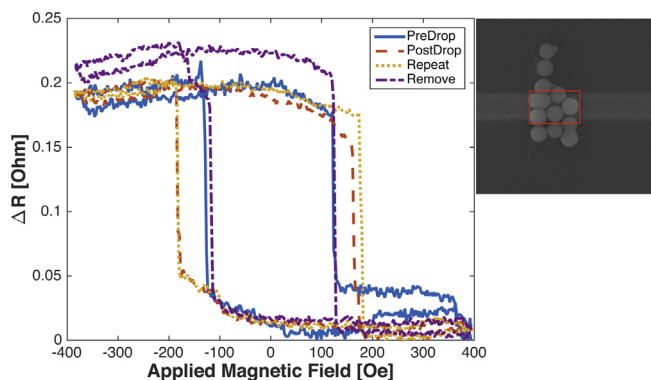 0.25
0.2
0.15
0.1
0.05
0
ΔR [Ohm]
-400 -300 -200 -100 0 100 200 300 400
Applied Magnetic Field [Oe]
PreDrop
PostDrop
Repeat
Remove